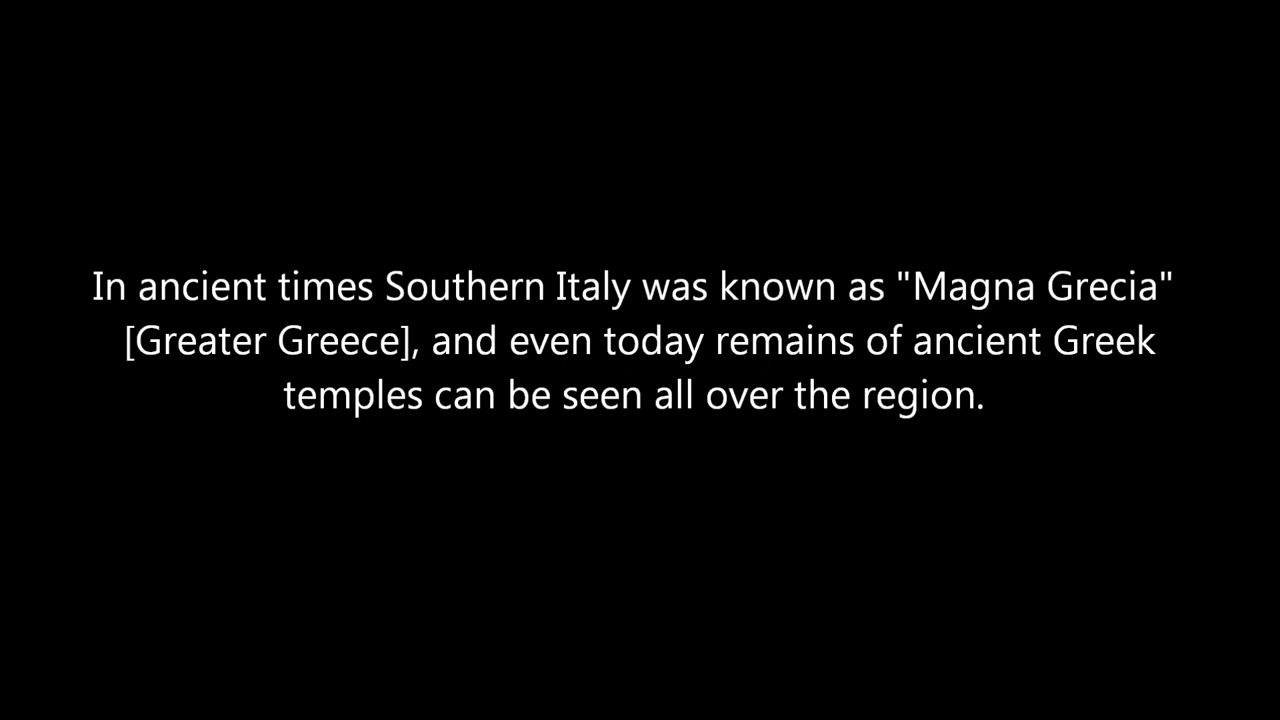 In ancient times Southern Italy was known as "Magna Grecia"
[Greater Greece], and even today remains of ancient Greek
temples can be seen all over the region.